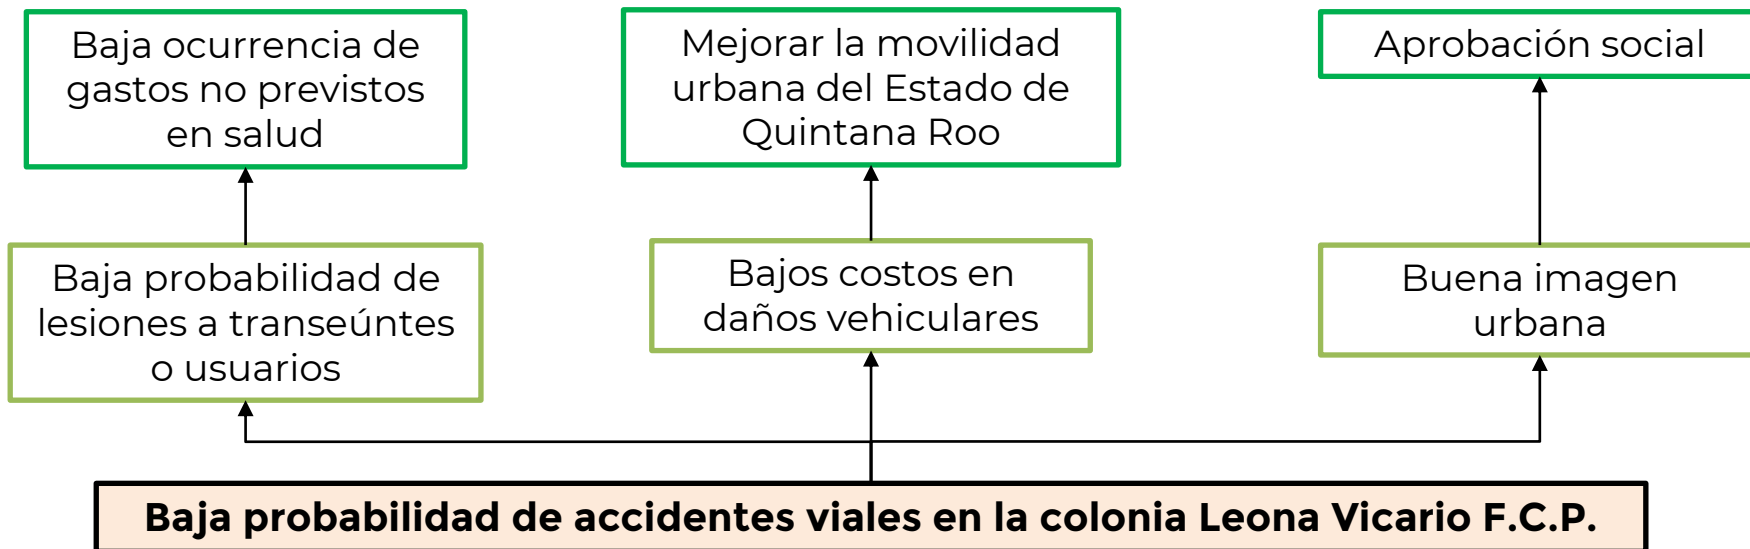 Baja ocurrencia de
gastos no previstos
en salud
Mejorar la movilidad
urbana del Estado de
Quintana Roo
Aprobación social
Baja probabilidad de
lesiones a transeúntes
o usuarios
Bajos costos en
daños vehiculares
Buena imagen
urbana
Baja probabilidad de accidentes viales en la colonia Leona Vicario F.C.P.